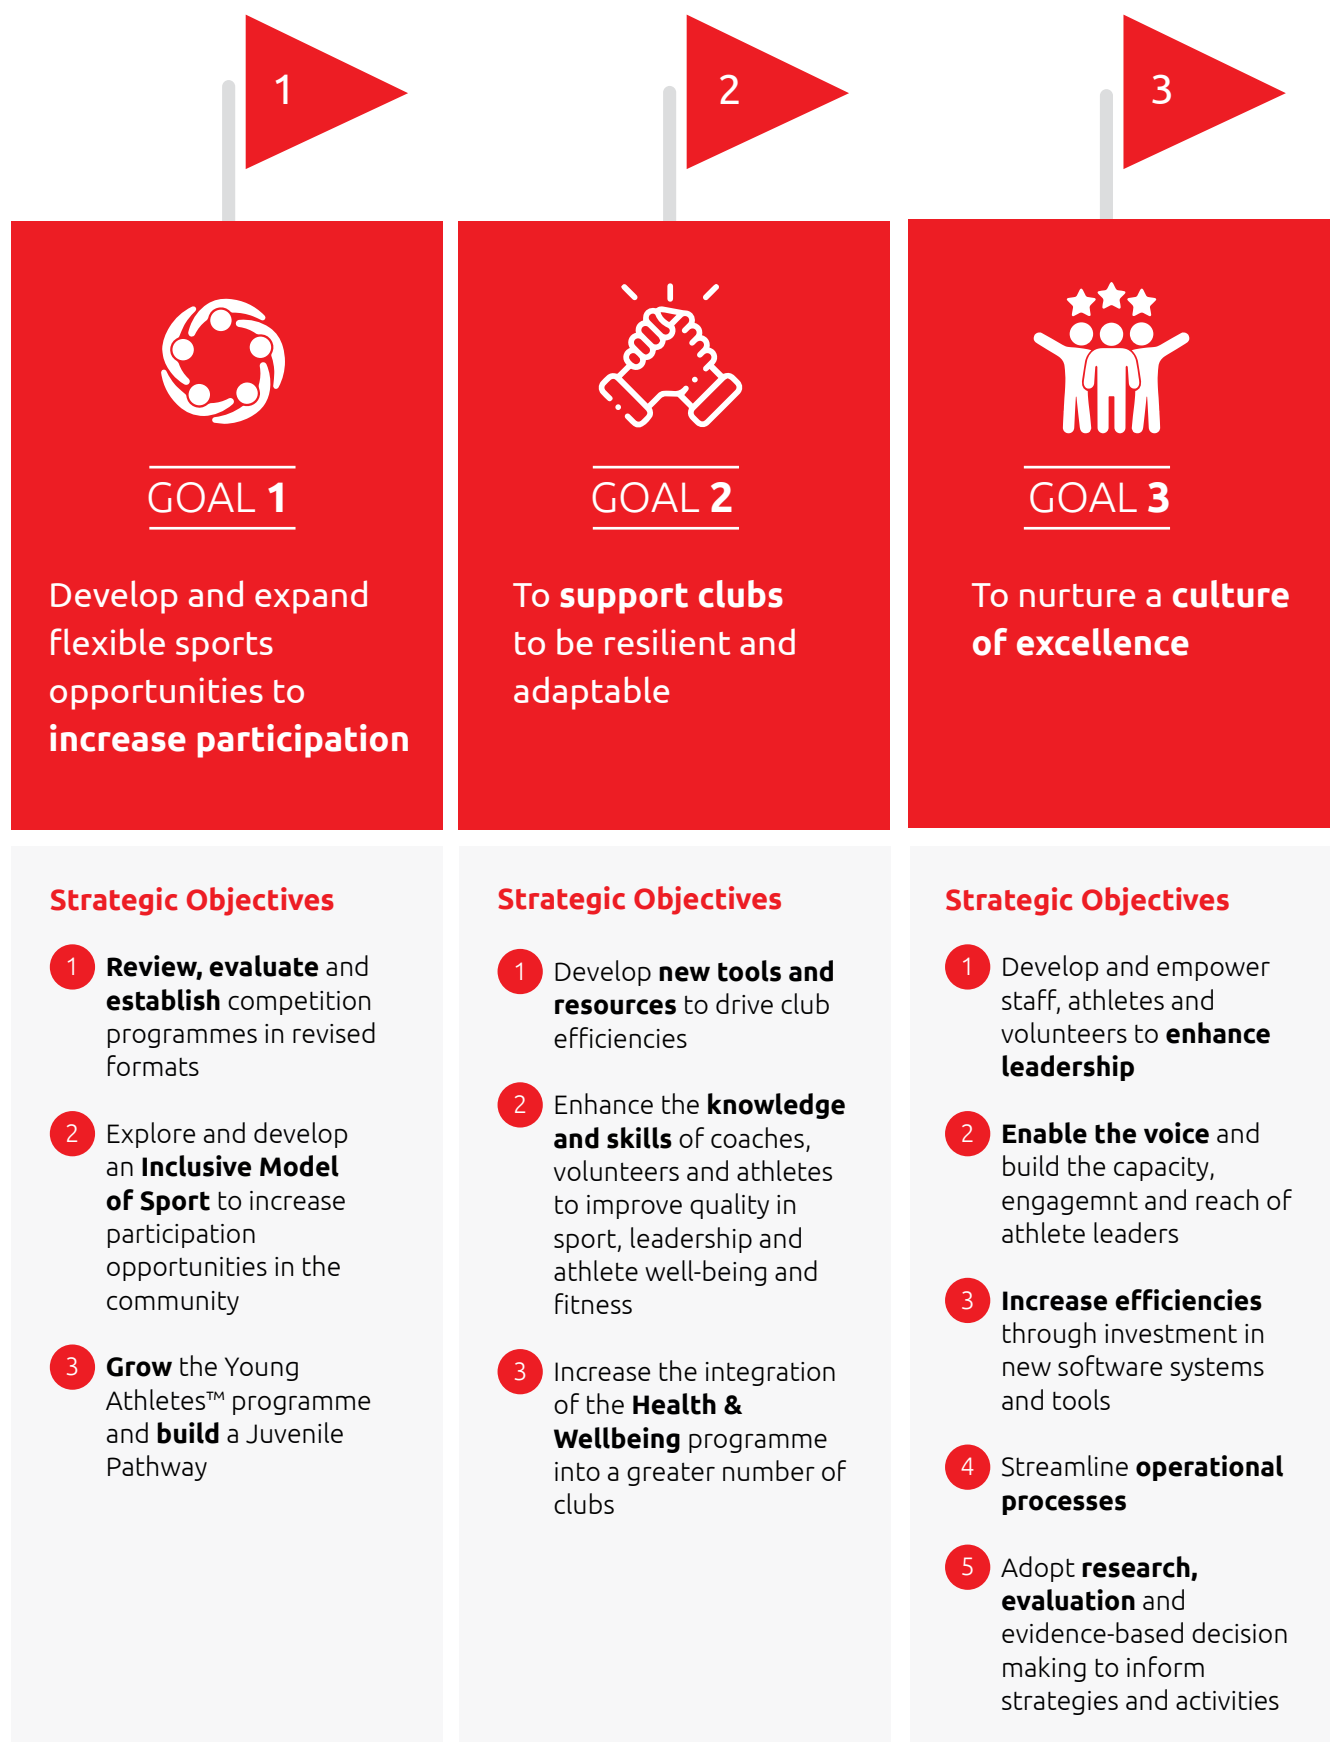 1
2
3
GOAL 1
Develop and expand
flexible sports
opportunities to
increase participation
GOAL 2
To support clubs
to be resilient and
adaptable
GOAL 3
To nurture a culture
of excellence
Strategic Objectives
1 Review, evaluate and
establish competition
programmes in revised
formats
2 Explore and develop
an Inclusive Model
of Sport to increase
participation
opportunities in the
community
3 Grow the Young
Athletes™ programme
and build a Juvenile
Pathway
Strategic Objectives
1 Develop new tools and
resources to drive club
efficiencies
2 Enhance the knowledge
and skills of coaches,
volunteers and athletes
to improve quality in
sport, leadership and
athlete well-being and
fitness
3 Increase the integration
of the Health &
Wellbeing programme
into a greater number of
clubs
Strategic Objectives
1 Develop and empower
staff, athletes and
volunteers to enhance
leadership
2 Enable the voice and
build the capacity,
engagemnt and reach of
athlete leaders
3 Increase efficiencies
through investment in
new software systems
and tools
4 Streamline operational
processes
5 Adopt research,
evaluation and
evidence-based decision
making to inform
strategies and activities